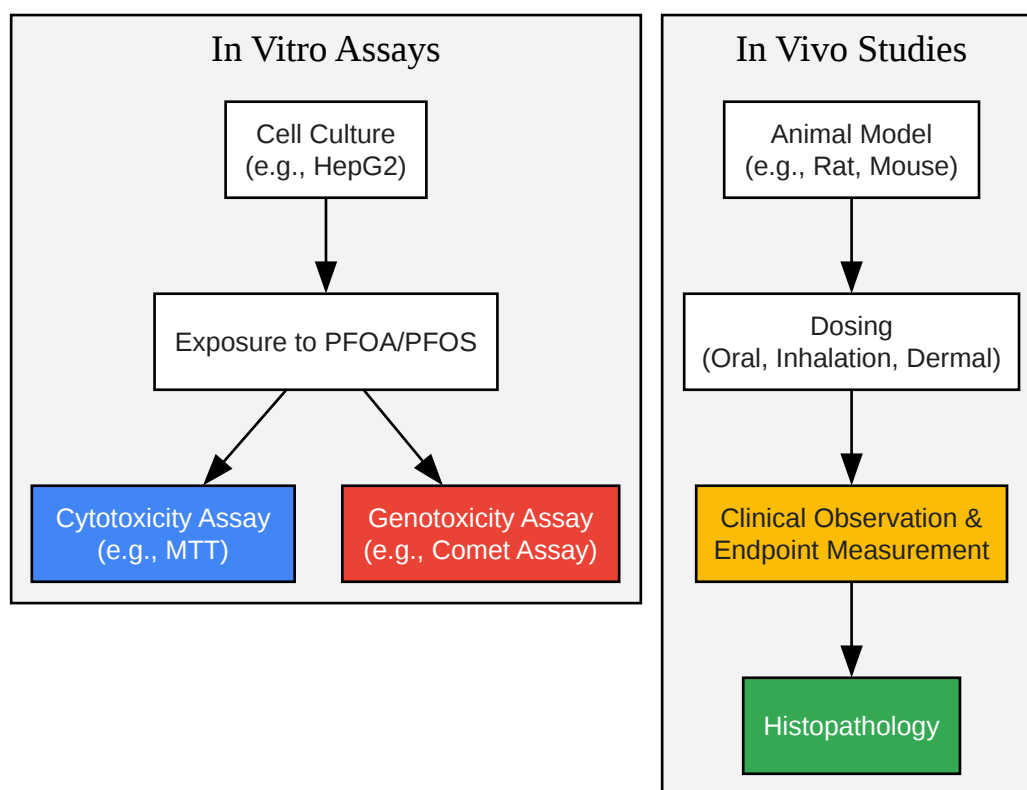 In Vitro Assays
Cell Culture
(e.g., HepG2)
Exposure to PFOA/PFOS
Cytotoxicity Assay
(e.g., MTT)
Genotoxicity Assay
(e.g., Comet Assay)
In Vivo Studies
Animal Model
(e.g., Rat, Mouse)
Dosing
(Oral, Inhalation, Dermal)
Clinical Observation &
Endpoint Measurement
Histopathology